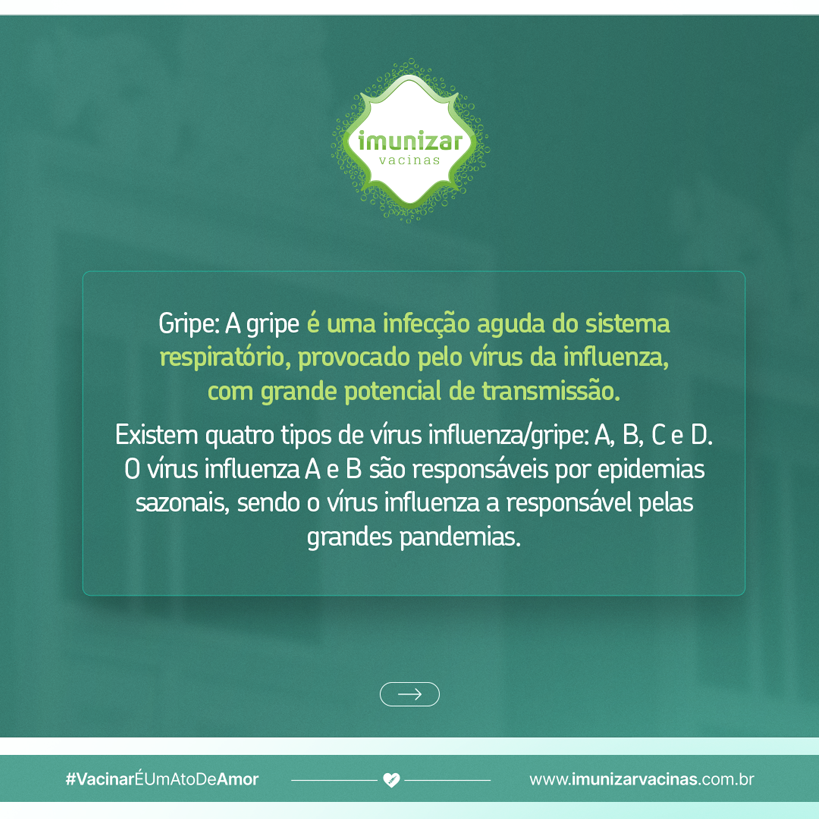 imunizar
vacinas
Gripe: A gripe é uma infecção aguda do sistema
respiratório, provocado pelo vírus da influenza,
com grande potencial de transmissão.
Existem quatro tipos de vírus influenza/gripe: A, B, C e D.
O vírus influenza A e B são responsáveis por epidemias
sazonais, sendo o vírus influenza a responsável pelas
grandes pandemias.
#VacinarÉUmAtoDeAmor
www.imunizarvacinas.com.br